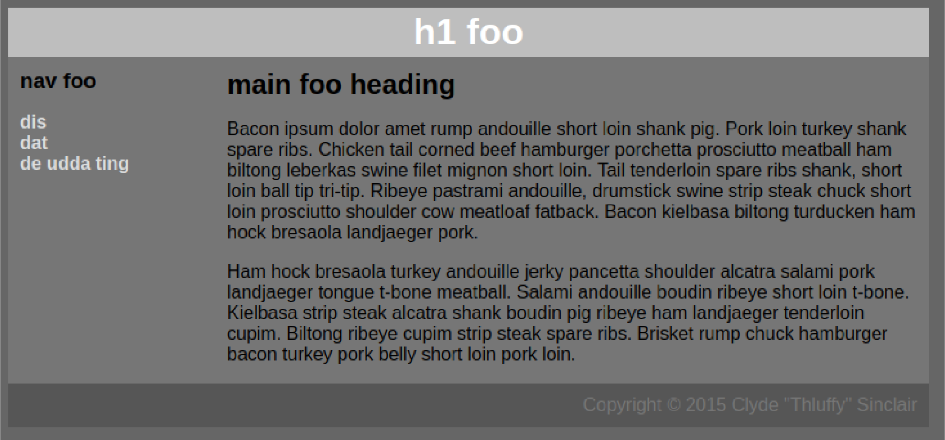 h1 foo
nav foo
dis
dat
de udda ting
main foo heading
Bacon ipsum dolor amet rump andouille short loin shank pig. Pork loin turkey shank
spare ribs. Chicken tail corned beef hamburger porchetta prosciutto meatball ham
biltong leberkas swine filet mignon short loin. Tail tenderloin spare ribs shank, short
loin ball tip tri-tip. Ribeye pastrami andouille, drumstick swine strip steak chuck short
loin prosciutto shoulder cow meatloaf fatback. Bacon kielbasa biltong turducken ham
hock bresaola landjaeger pork.
Ham hock bresaola turkey andouille jerky pancetta shoulder alcatra salami pork
landjaeger tongue t-bone meatball. Salami andouille boudin ribeye short loin t-bone.
Kielbasa strip steak alcatra shank boudin pig ribeye ham landjaeger tenderloin
cupim. Biltong ribeye cupim strip steak spare ribs. Brisket rump chuck hamburger
bacon turkey pork belly short loin pork loin.
Copyright © 2015 Clyde "Thluffy" Sinclair